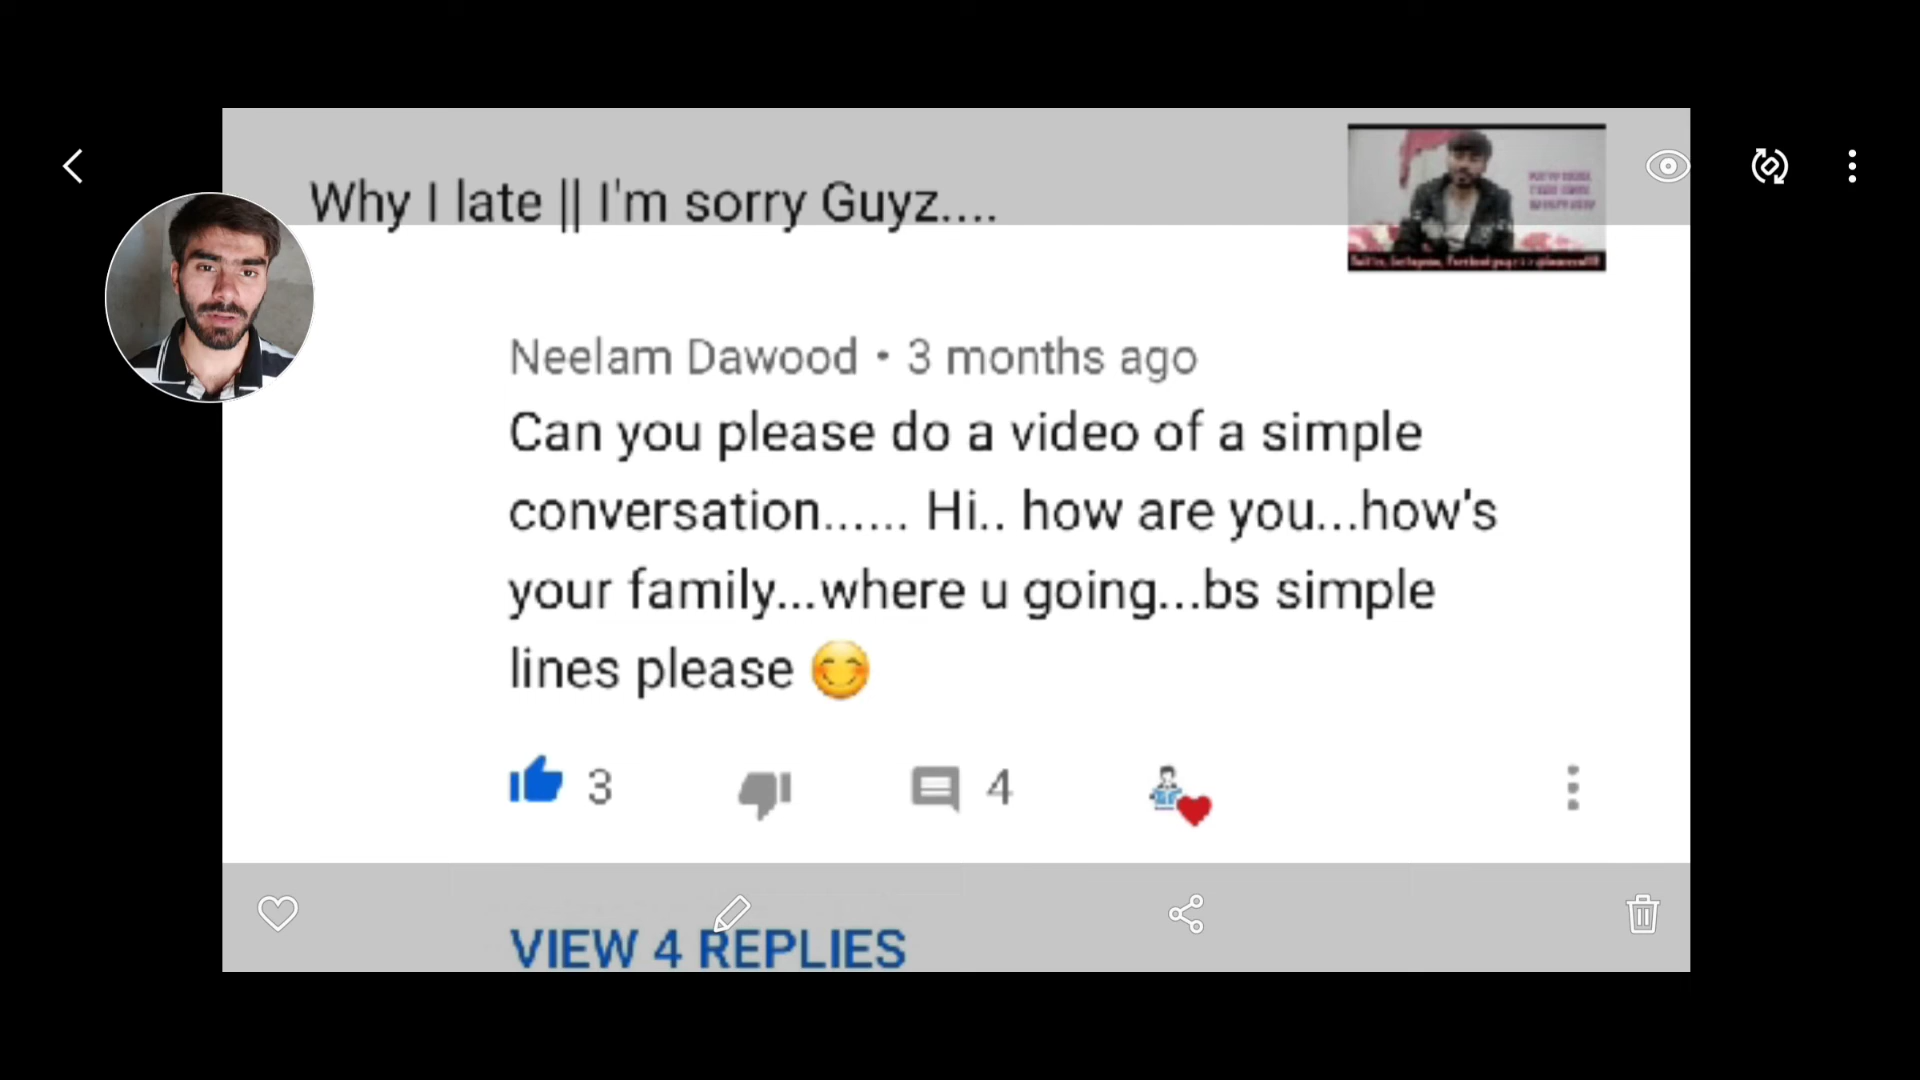 Why I late || I'm sorry Guyz....
Neelam Dawood • 3 months ago
Can you please do a video of a simple
conversation...... Hi.. how are you...how's
your family...where u going...bs simple
lines please 😊
3
4
VIEW 4 REPLIES